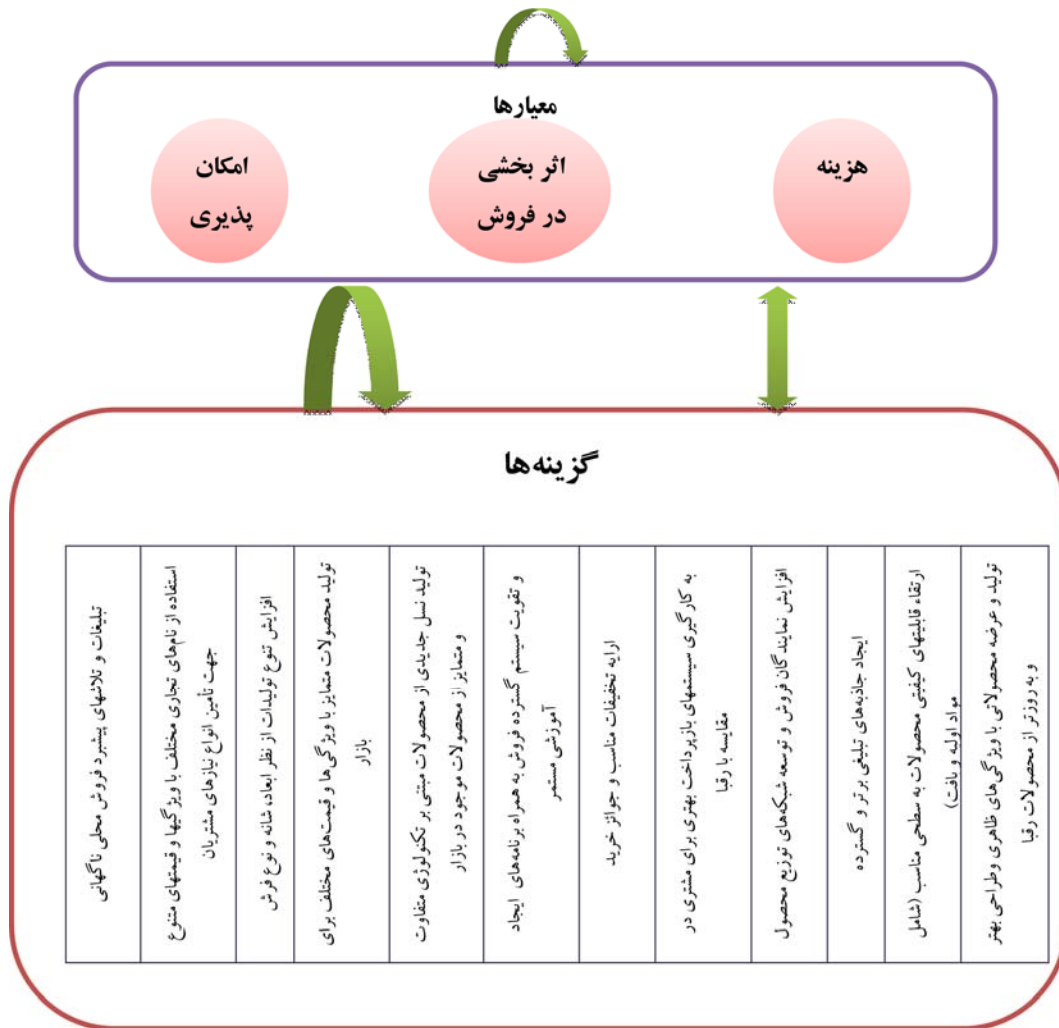 معیارها
هزینه
اثر بخشی
در فروش
امکان
پذیری
گزینه‌ها
تولید و عرضه محصولاتی با ویژگی‌های ظاهری وطراحی بهتر
و به روزتر از محصولات رقبا
ارتقاء قابلیتهای کیفیتی محصولات به سطحی مناسب (شامل
مواد اولیه و بافت)
ایجاد جاذبه‌های تبلیغی برتر و گسترده
افزایش نمایندگان فروش و توسعه شبکه‌های توزیع محصول
به کارگیری سیستمهای بازپرداخت بهتری برای مشتری در
مقایسه با رقبا
ارایه تخفیفات مناسب و جوائز خرید
و تقویت سیستم گسترده فروش به همراه برنامه‌های ایجاد
آموزشی مستمر
تولید نسل جدیدی از محصولات مبتنی بر تکنولوژی متفاوت
و متمایز از محصولات موجود در بازار
تولید محصولات متمایز با ویژگی‌ها و قیمت‌های مختلف برای
بازار
افزایش تنوع تولیدات از نظر ابعاد، شانه و نوع فرش
استفاده از نام‌های تجاری مختلف با ویژگیها و قیمتهای متنوع
جهت تأمین انواع نیازهای مشتریان
تبلیغات و تلاشهای پیشبرد فروش محلی ناگهانی